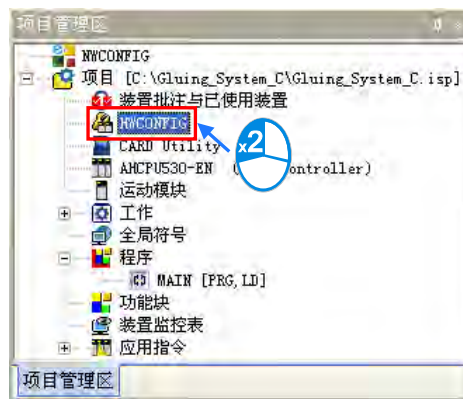 项目管理区
NWCONFIG
项目 [C:\Gluing_System_C\Gluing_System_C.isp]
装置批注与已使用装置
HWCONFIG
CARD Utility
x2
AHCPU530-EN ontroller)
运动模块
工作
全局符号
程序
MAIN [PRG,LD]
功能块
装置监控表
应用指令
项目管理区